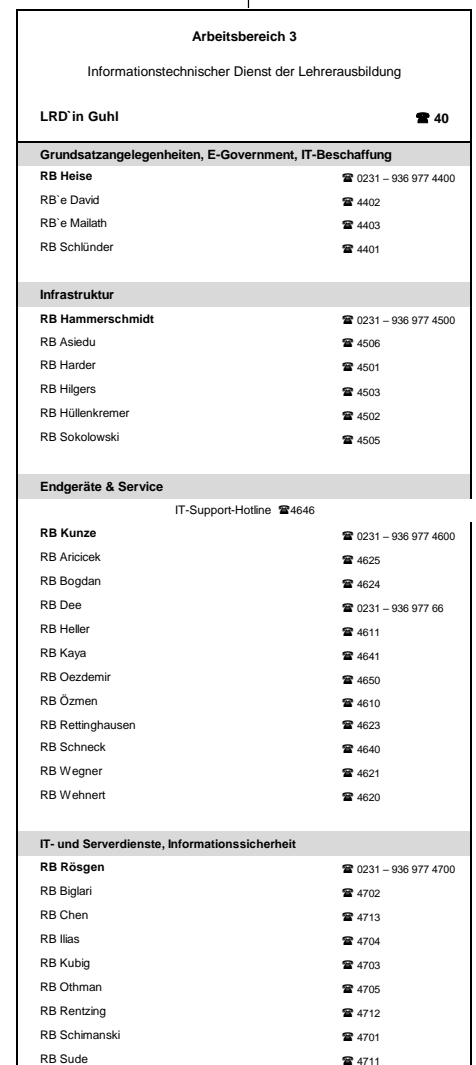 Arbeitsbereich 3
Informationstechnischer Dienst der Lehrerausbildung
LRD`in Guhl ☎ 40
Grundsatzangelegenheiten, E-Government, IT-Beschaffung
RB Heise ☎ 0231 – 936 977 4400
RB`e David ☎ 4402
RB`e Mailath ☎ 4403
RB Schlünder ☎ 4401
Infrastruktur
RB Hammerschmidt ☎ 0231 – 936 977 4500
RB Asiedu ☎ 4506
RB Harder ☎ 4501
RB Hilgers ☎ 4503
RB Hüllenkremer ☎ 4502
RB Sokolowski ☎ 4505
Endgeräte & Service
IT-Support-Hotline ☎4646
RB Kunze ☎ 0231 – 936 977 4600
RB Aricicek ☎ 4625
RB Bogdan ☎ 4624
RB Dee ☎ 0231 – 936 977 66
RB Heller ☎ 4611
RB Kaya ☎ 4641
RB Oezdemir ☎ 4650
RB Özmen ☎ 4610
RB Rettinghausen ☎ 4623
RB Schneck ☎ 4640
RB Wegner ☎ 4621
RB Wehnert ☎ 4620
IT- und Serverdienste, Informationssicherheit
RB Rösgen ☎ 0231 – 936 977 4700
RB Biglari ☎ 4702
RB Chen ☎ 4713
RB Ilias ☎ 4704
RB Kubig ☎ 4703
RB Othman ☎ 4705
RB Rentzing ☎ 4712
RB Schimanski ☎ 4701
RB Sude ☎ 4711